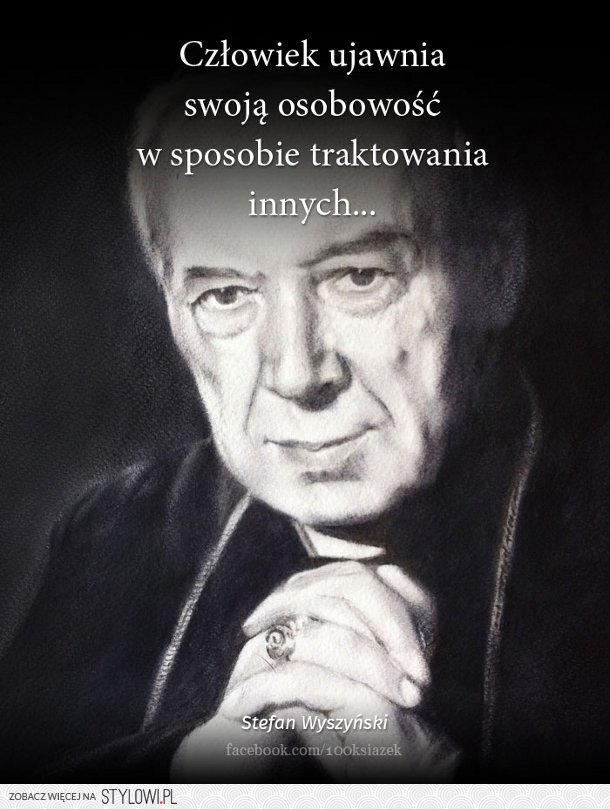 Człowiek ujawnia
swoją osobowość
w sposobie traktowania
innych...
Stefan Wyszyński
facebook.com/100ksiazek
ZOBACZ WIĘCEJ NA STYLOWI.PL